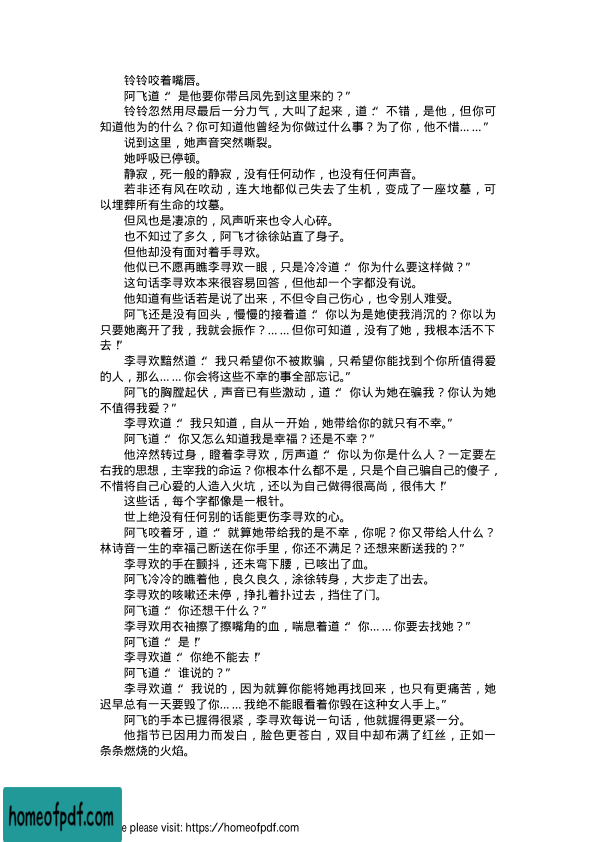 铃铃咬着嘴唇。
阿飞道：“是他要你带吕凤先到这里来的？”
铃铃忽然用尽最后一分力气，大叫了起来，道：“不错，是他，但你可
知道他为的什么？你可知道他曾经为你做过什么事？为了你，他不惜……”
说到这里，她声音突然嘶裂。
她呼吸已停顿。
静寂，死一般的静寂，没有任何动作，也没有任何声音。
若非还有风在吹动，连大地都似己失去了生机，变成了一座坟墓，可
以埋葬所有生命的坟墓。
但风也是凄凉的，风声听来也令人心碎。
也不知过了多久，阿飞才徐徐站直了身子。
但他却没有面对着手寻欢。
他似已不愿再瞧李寻欢一眼，只是冷冷道：“你为什么要这样做？”
这句话李寻欢本来很容易回答，但他却一个字都没有说。
他知道有些话若是说了出来，不但令自己伤心，也令别人难受。
阿飞还是没有回头，慢慢的接着道：“你以为是她使我消沉的？你以为
只要她离开了我，我就会振作？……但你可知道，没有了她，我根本活不下
去！”
李寻欢黯然道：“我只希望你不被欺骗，只希望你能找到个你所值得爱
的人，那么……你会将这些不幸的事全部忘记。”
阿飞的胸膛起伏，声音已有些激动，道：“你认为她在骗我？你认为她
不值得我爱？”
李寻欢道：“我只知道，自从一开始，她带给你的就只有不幸。”
阿飞道：“你又怎么知道我是幸福？还是不幸？”
他淬然转过身，瞪着李寻欢，厉声道：“你以为你是什么人？一定要左
右我的思想，主宰我的命运？你根本什么都不是，只是个自己骗自己的傻子，
不惜将自己心爱的人造入火坑，还以为自己做得很高尚，很伟大！”
这些话，每个字都像是一根针。
世上绝没有任何别的话能更伤李寻欢的心。
阿飞咬着牙，道：“就算她带给我的是不幸，你呢？你又带给人什么？
林诗音一生的幸福己断送在你手里，你还不满足？还想来断送我的？”
李寻欢的手在颤抖，还未弯下腰，已咳出了血。
阿飞冷冷的瞧着他，良久良久，涂徐转身，大步走了出去。
李寻欢的咳嗽还未停，挣扎着扑过去，挡住了门。
阿飞道：“你还想干什么？”
李寻欢用衣袖擦了擦嘴角的血，喘息着道：“你……你要去找她？”
阿飞道：“是！”
李寻欢道：“你绝不能去！”
阿飞道：“谁说的？”
李寻欢道：“我说的，因为就算你能将她再找回来，也只有更痛苦，她
迟早总有一天要毁了你……我绝不能眼看着你毁在这种女人手上。”
阿飞的手本已握得很紧，李寻欢每说一句话，他就握得更紧一分。
他指节已因用力而发白，脸色更苍白，双目中却布满了红丝，正如一
条条燃烧的火焰。
homeofpdf.com
e please visit: https://homeofpdf.com